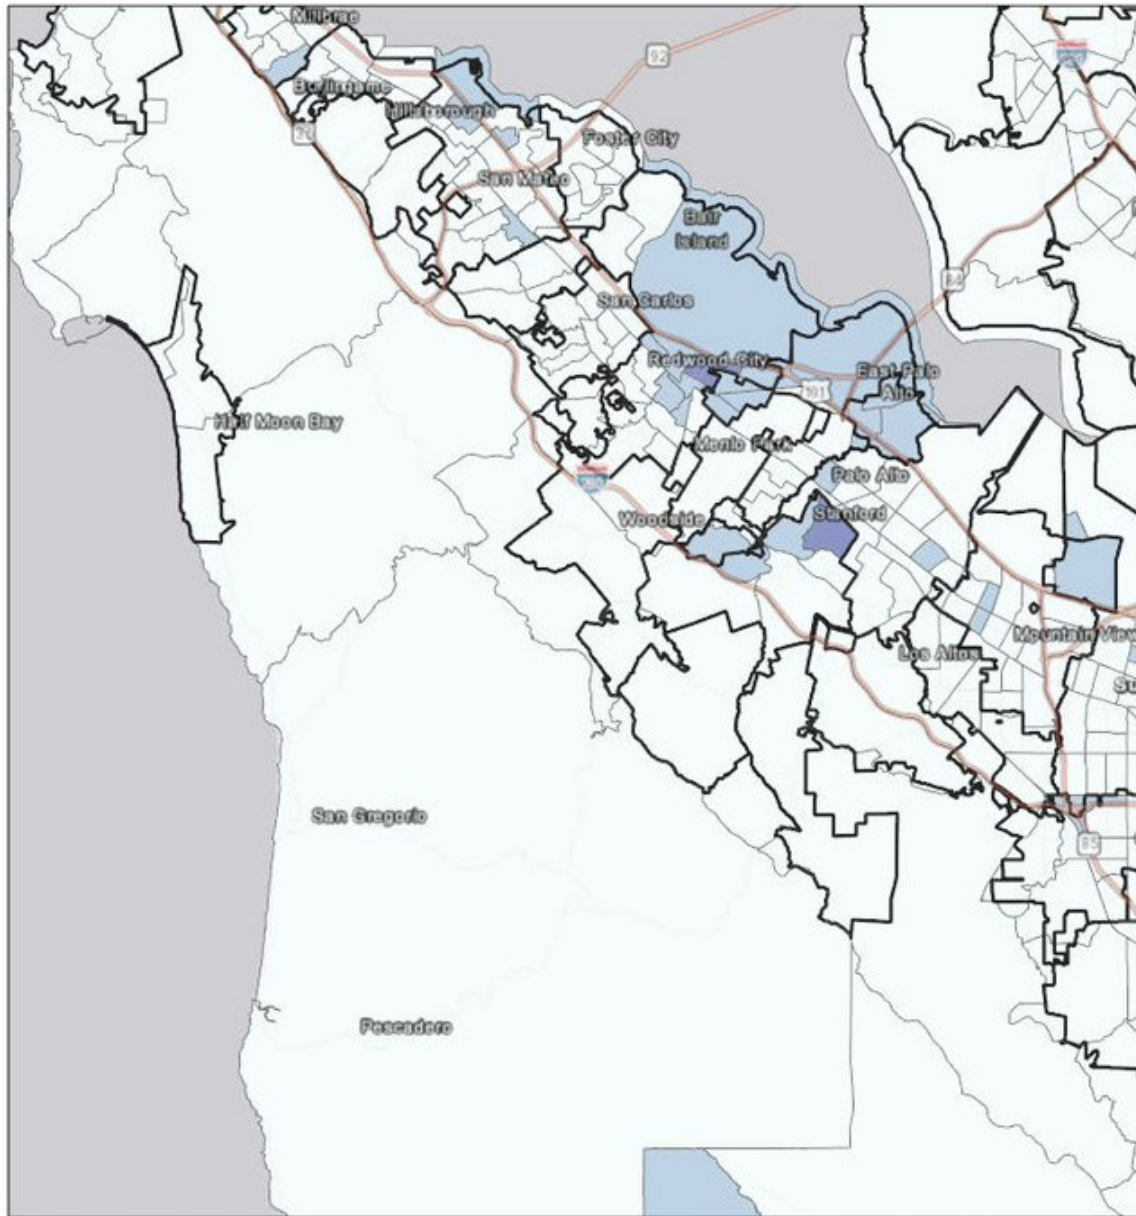 Millbrae
92
Burlingame
Hillsborough
Foster City
San Mateo
Bair
Island
84
San Carlos
Redwood City
East Palo
Alto
101
Half Moon Bay
Menlo Park
Palo Alto
280
Woodside
Stanford
Mountain View
Los Altos
Su
San Gregorio
85
Pescadero